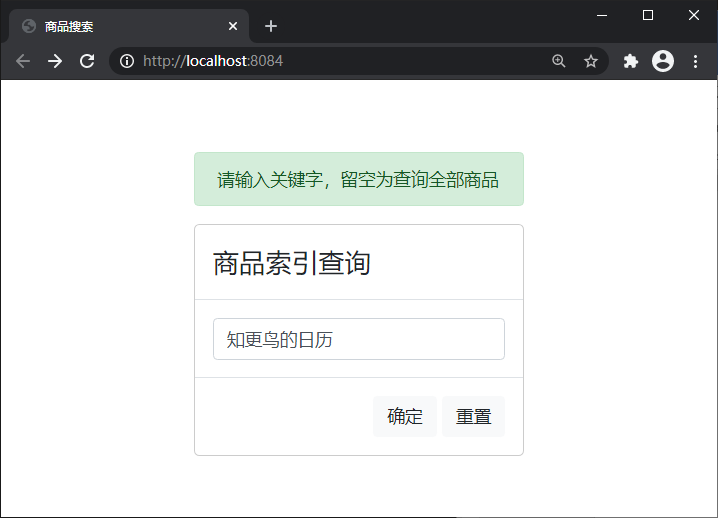 商品搜索
http://localhost:8084
请输入关键字，留空为查询全部商品
商品索引查询
知更鸟的日历
确定 重置